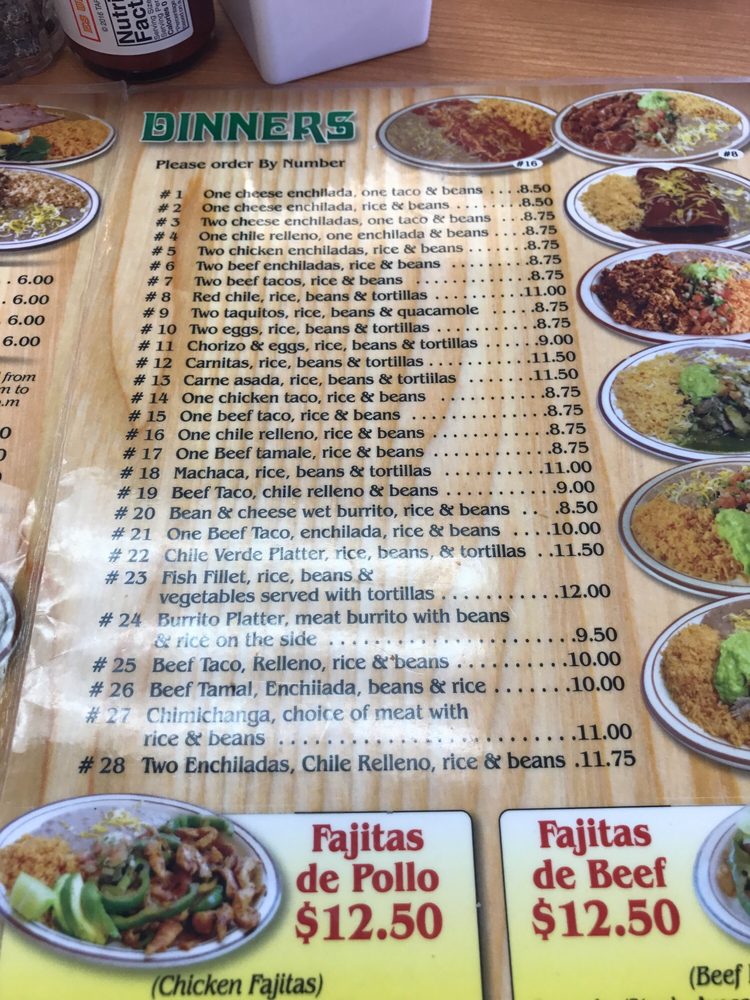 Nutri
Fact
© 2016 TAP
DINNERS
Please order By Number
#16
#8
# 1 One cheese enchilada, one taco & beans . . . .8.50
# 2 One cheese enchilada, rice & beans . . . . . . . .8.50
# 3 Two cheese enchiladas, one taco & beans . . . .8.75
# 4 One chile relleno, one enchilada & beans . . . .8.75
# 5 Two chicken enchiladas, rice & beans . . . . . . .8.75
# 6 Two beef enchiladas, rice & beans . . . . . . . . .8.75
# 7 Two beef tacos, rice & beans . . . . . . . . . . . .8.75
# 8 Red chile, rice, beans & tortillas . . . . . . . . . .11.00
# 9 Two taquitos, rice, beans & quacamole . . . . .8.75
# 10 Two eggs, rice, beans & tortillas . . . . . . . . . .8.75
# 11 Chorizo & eggs, rice, beans & tortillas . . . . . .9.00
# 12 Carnitas, rice, beans & tortillas . . . . . . . . . . .11.50
# 13 Carne asada, rice, beans & tortiilas . . . . . . .11.50
# 14 One chicken taco, rice & beans . . . . . . . . . .8.75
# 15 One beef taco, rice & beans . . . . . . . . . . . .8.75
# 16 One chile relleno, rice & beans . . . . . . . . . .8.75
# 17 One Beef tamale, rice & beans . . . . . . . . . .8.75
# 18 Machaca, rice, beans & tortillas . . . . . . . . .11.00
# 19 Beef Taco, chile relleno & beans . . . . . . . . .9.00
# 20 Bean & cheese wet burrito, rice & beans . . .8.50
# 21 One Beef Taco, enchilada, rice & beans . . . .10.00
# 22 Chile Verde Platter, rice, beans, & tortillas . .11.50
# 23 Fish Fillet, rice, beans &
vegetables served with tortillas . . . . . . . . . . .12.00
# 24 Burrito Platter, meat burrito with beans
& rice on the side . . . . . . . . . . . . . . . . . . . . .9.50
# 25 Beef Taco, Relleno, rice & beans . . . . . . . . .10.00
# 26 Beef Tamal, Enchiiada, beans & rice . . . . . . .10.00
# 27 Chimichanga, choice of meat with
rice & beans . . . . . . . . . . . . . . . . . . . . . . . .11.00
# 28 Two Enchiladas, Chile Relleno, rice & beans .11.75
. 6.00
. 6.00
. 6.00
6.00
from
m to
.m
Fajitas
de Pollo
$12.50
(Chicken Fajitas)
Fajitas
de Beef
$12.50
(Beef